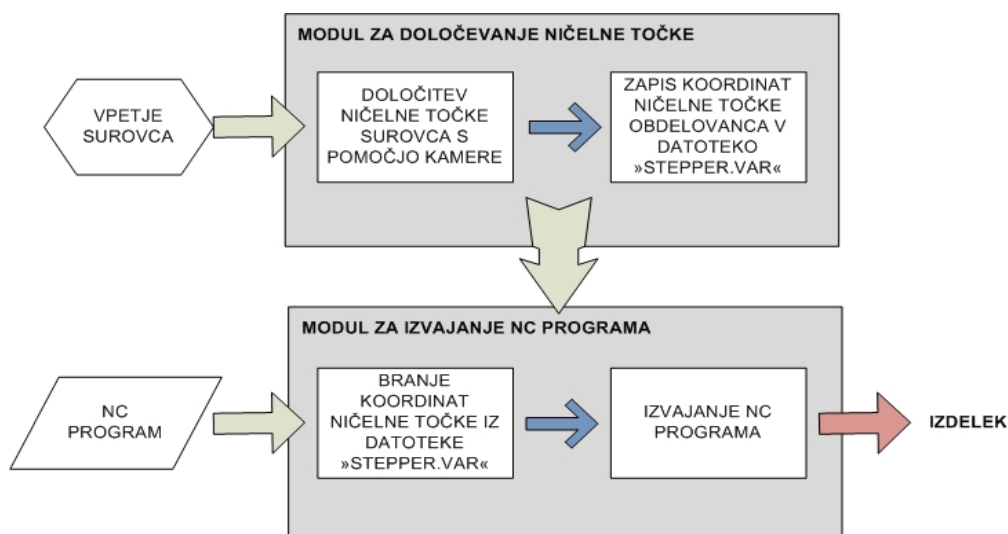 MODUL ZA DOLOČEVANJE NIČELNE TOČKE
VPETJE
SUROVCA
DOLOČITEV
NIČELNE TOČKE
SUROVCA S
POMOČJO KAMERE
ZAPIS KOORDINAT
NIČELNE TOČKE
OBDELOVANCA V
DATOTEKO
»STEPPER.VAR«
MODUL ZA IZVAJANJE NC PROGRAMA
NC
PROGRAM
BRANJE
KOORDINAT
NIČELNE TOČKE IZ
DATOTEKE
»STEPPER.VAR«
IZVAJANJE NC
PROGRAMA
IZDELEK